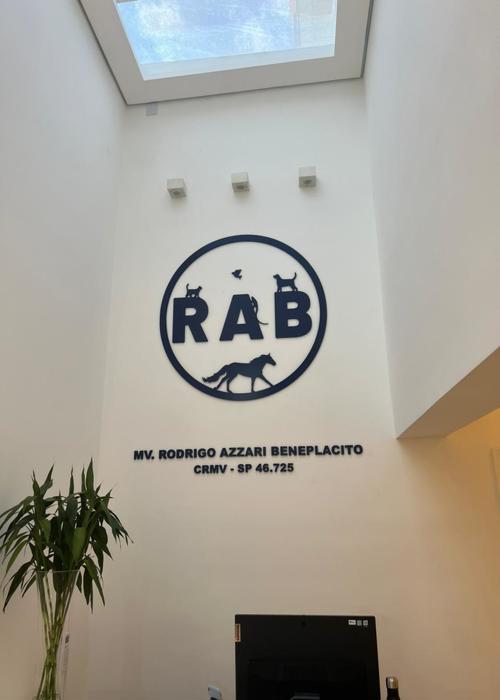 RAB
MV. RODRIGO AZZARI BENEPLACITO
CRMV - SP 46.725